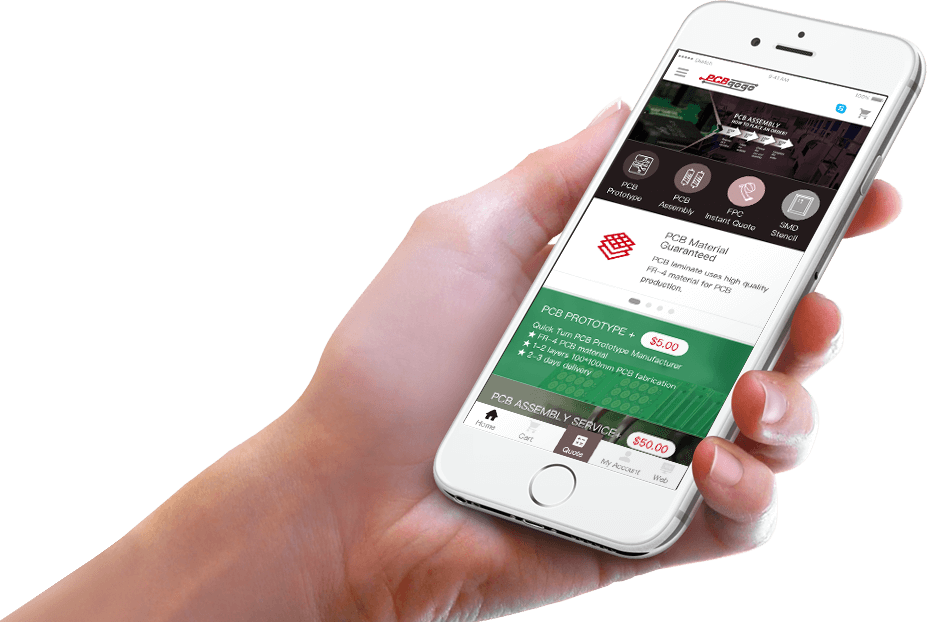 9:41 AM
100%
PCBgogo
S
PCB ASSEMBLY
HOW TO PLACE AN ORDER?
PCB
Prototype
PCB
Assembly
FPC
Instant Quote
SMD
Stencil
PCB Material
Guaranteed
PCB laminate uses high quality
FR-4 material for PCB
production.
PCB PROTOTYPE + $5.00
Quick Turn PCB Prototype Manufacturer
★ FR-4 PCB material
★ 1-2 layers 100*100mm PCB fabrication
★ 2-3 days delivery
PCB ASSEMBLY SERVICE+ $50.00
Home
Cart
Quote
My Account
Web